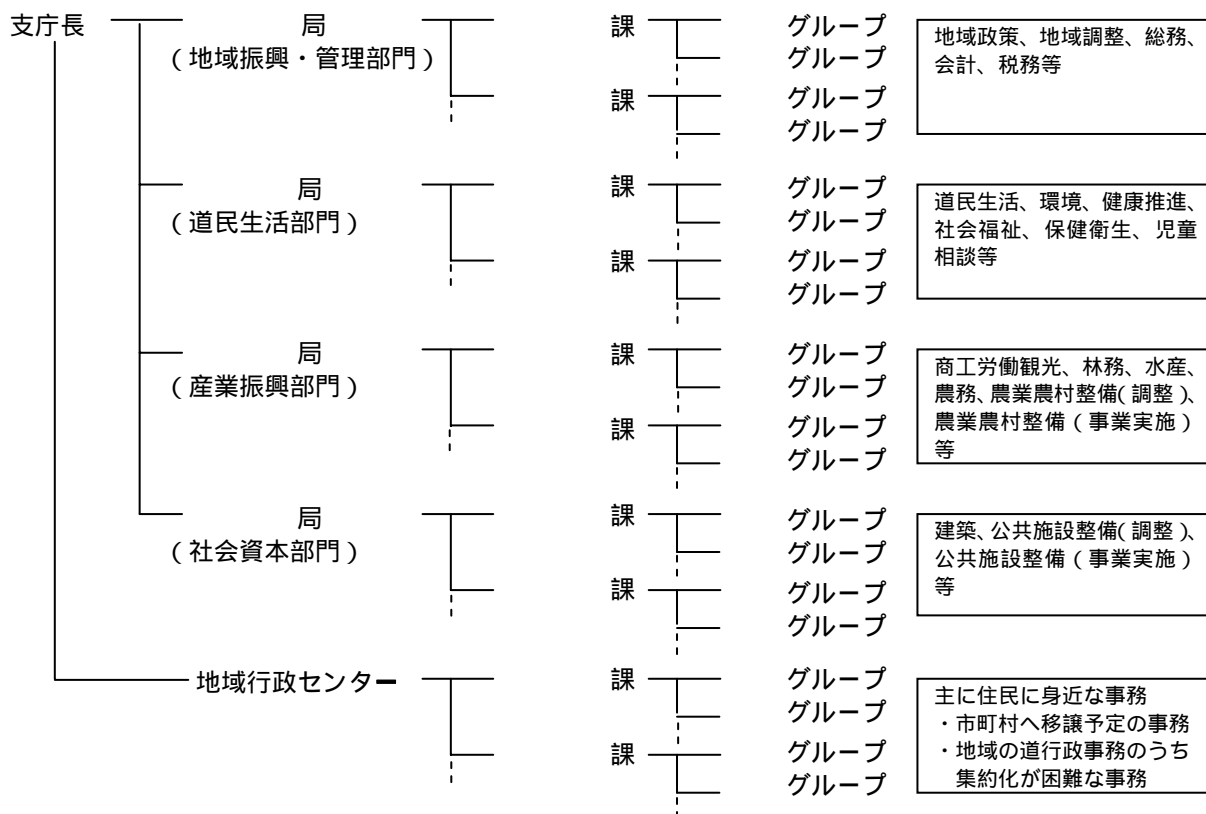 支庁長
局
(地域振興・管理部門)
課
グループ
グループ
課
グループ
グループ
地域政策、地域調整、総務、
会計、税務等
局
(道民生活部門)
課
グループ
グループ
課
グループ
グループ
道民生活、環境、健康推進、
社会福祉、保健衛生、児童
相談等
局
(産業振興部門)
課
グループ
グループ
課
グループ
グループ
商工労働観光、林務、水産、
農務、農業農村整備(調整)、
農業農村整備(事業実施)
等
局
(社会資本部門)
課
グループ
グループ
課
グループ
グループ
建築、公共施設整備(調整)、
公共施設整備(事業実施)
等
地域行政センター
課
グループ
グループ
課
グループ
グループ
主に住民に身近な事務
・市町村へ移譲予定の事務
・地域の道行政事務のうち
集約化が困難な事務